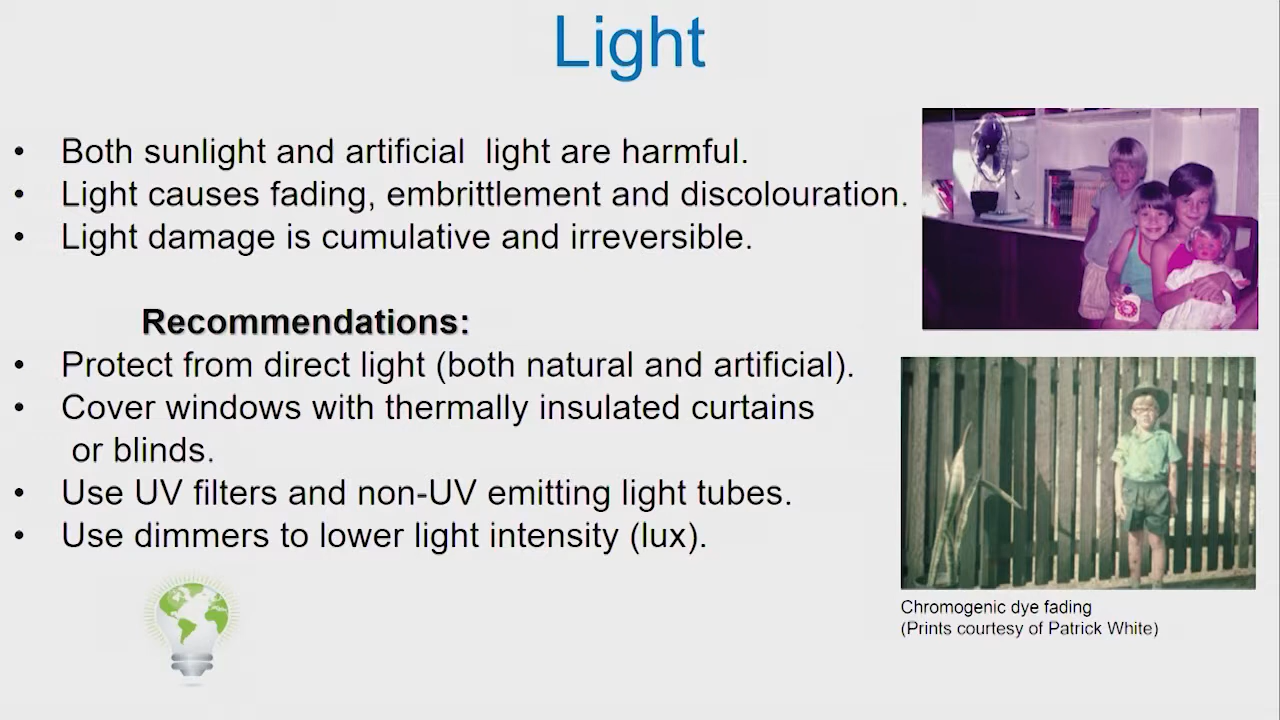 Light
• Both sunlight and artificial  light are harmful.
• Light causes fading, embrittlement and discolouration.
• Light damage is cumulative and irreversible.
Recommendations:
• Protect from direct light (both natural and artificial).
• Cover windows with thermally insulated curtains
or blinds.
• Use UV filters and non-UV emitting light tubes.
• Use dimmers to lower light intensity (lux).
Chromogenic dye fading
(Prints courtesy of Patrick White)